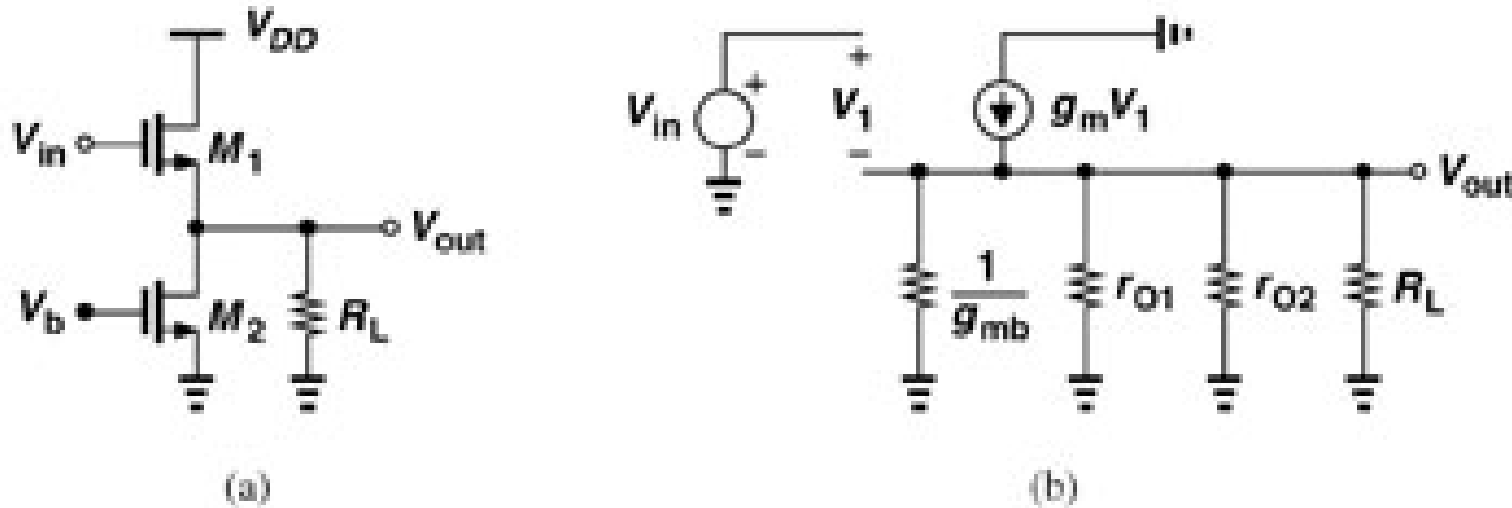 V_DD
V_in
M_1
V_out
V_b
M_2
R_L
(a)
V_in
+
−
+
V_1
−
g_mV_1
V_out
1/g_mb
r_O1
r_O2
R_L
(b)